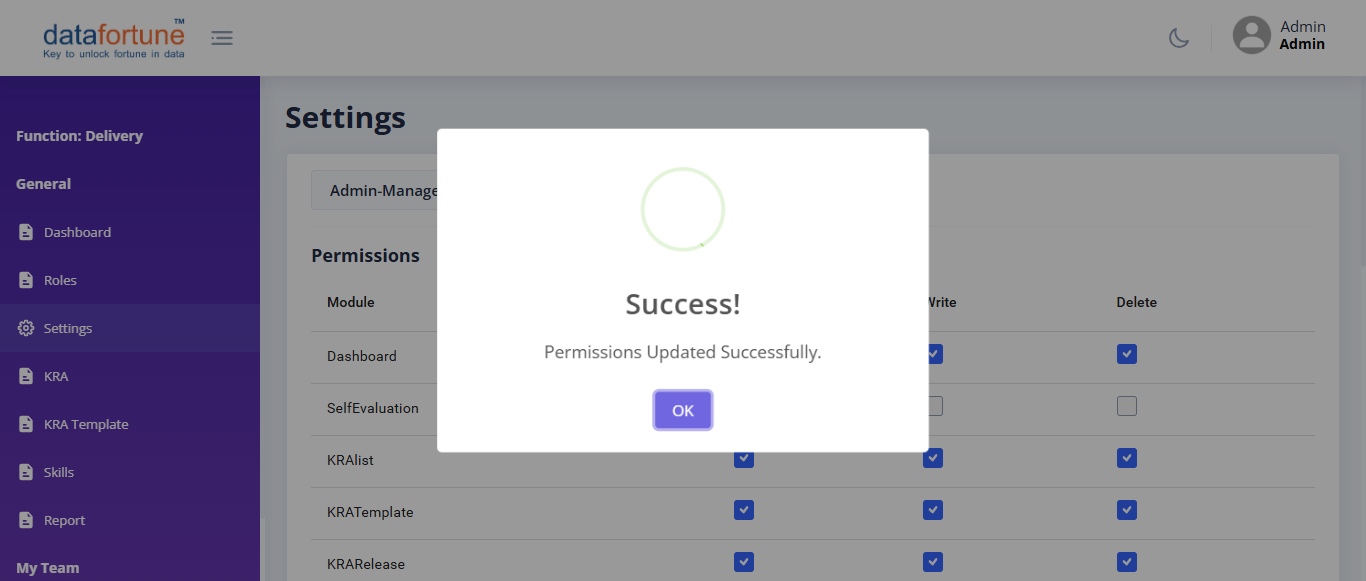 datafortune™
Key to unlock fortune in data
Admin
Admin
Function: Delivery
General
Dashboard
Roles
Settings
KRA
KRA Template
Skills
Report
My Team
Settings
Admin-Manage
Permissions
Module
Write
Delete
Dashboard
SelfEvaluation
KRAlist
KRATemplate
KRARelease
Success!
Permissions Updated Successfully.
OK